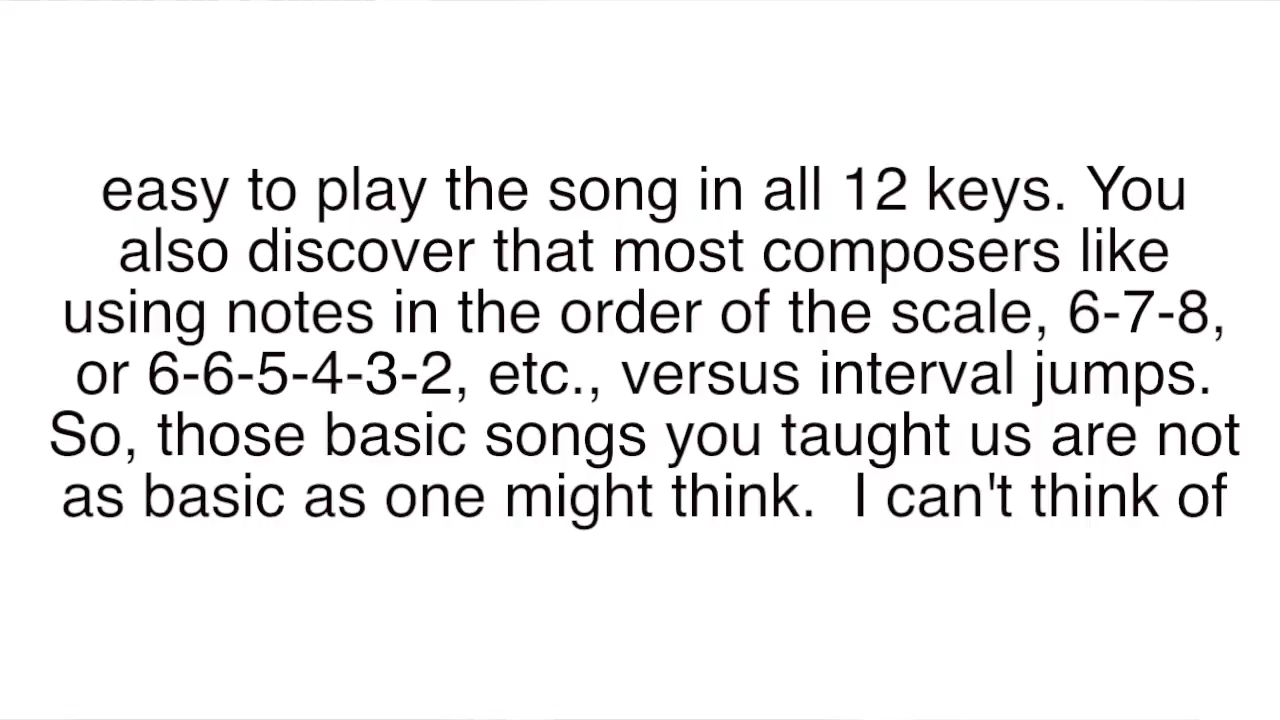 easy to play the song in all 12 keys. You
also discover that most composers like
using notes in the order of the scale, 6-7-8,
or 6-6-5-4-3-2, etc., versus interval jumps.
So, those basic songs you taught us are not
as basic as one might think.  I can't think of